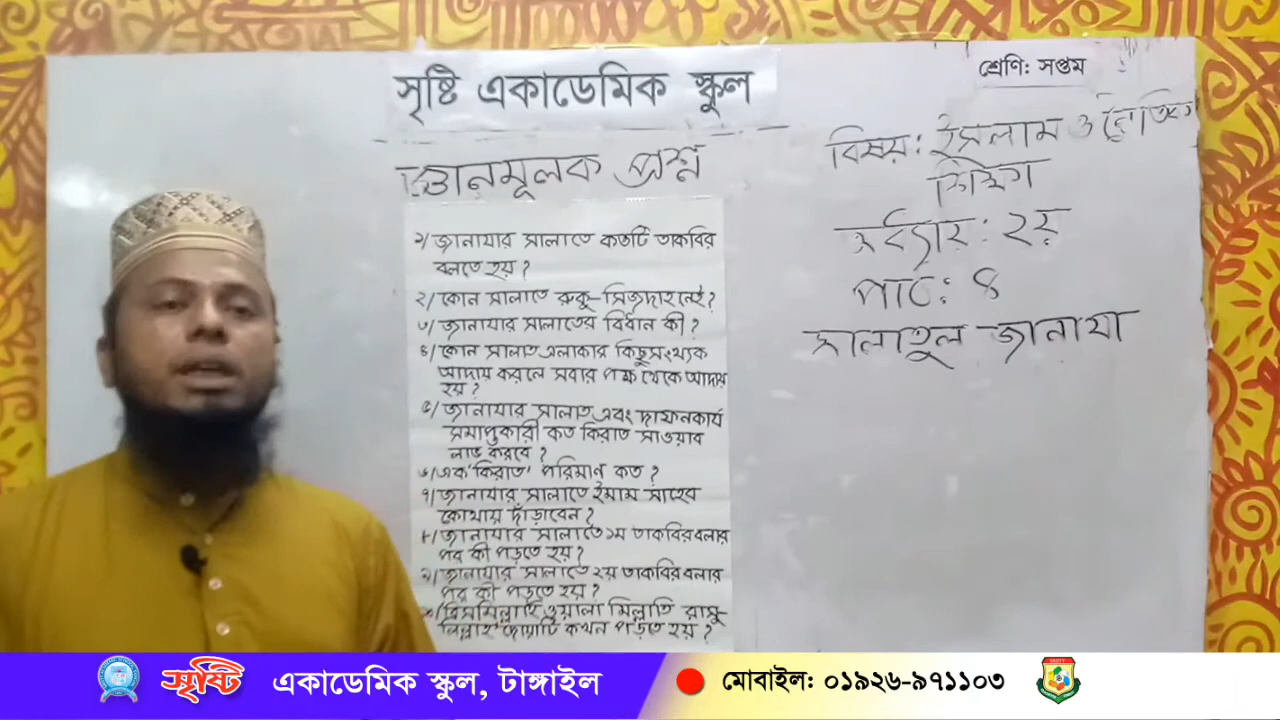 সৃষ্টি একাডেমিক স্কুল
শ্রেণি: সপ্তম
জ্ঞানমূলক প্রশ্ন
বিষয়: ইসলাম ও নৈতিক
শিক্ষা
অধ্যায়: ২য়
পাঠ: ৪
সালাতুল জানাযা
১/ জানাযার সালাতে কতটি তাকবির
বলতে হয়?
২/ কোন সালাতে রুকু-সিজদাহ নেই?
৩/ জানাযার সালাতের বিধান কী?
৪/ কোন সালাত এলাকার কিছুসংখ্যক
আদায় করলে সবার পক্ষ থেকে আদায়
হয়?
৫/ জানাযার সালাত এবং দাফনকার্য
সমাপ্তকারী কত কিরাত সাওয়াব
লাভ করবে?
৬/ এক 'কিরাত' পরিমাণ কত?
৭/ জানাযার সালাতে ইমাম সাহেব
কোথায় দাঁড়াবেন?
৮/ জানাযার সালাতে ১ম তাকবির বলার
পর কী পড়তে হয়?
৯/ জানাযার সালাতে ২য় তাকবির বলার
পর কী পড়তে হয়?
১০/ বিসমিল্লাহি ওয়ালা মিল্লাতি রাসু-
লিল্লাহ' দোয়াটি কখন পড়তে হয়?
সৃষ্টি একাডেমিক স্কুল, টাঙ্গাইল
মোবাইল: ০১৯২৬-৯৭১১০৩